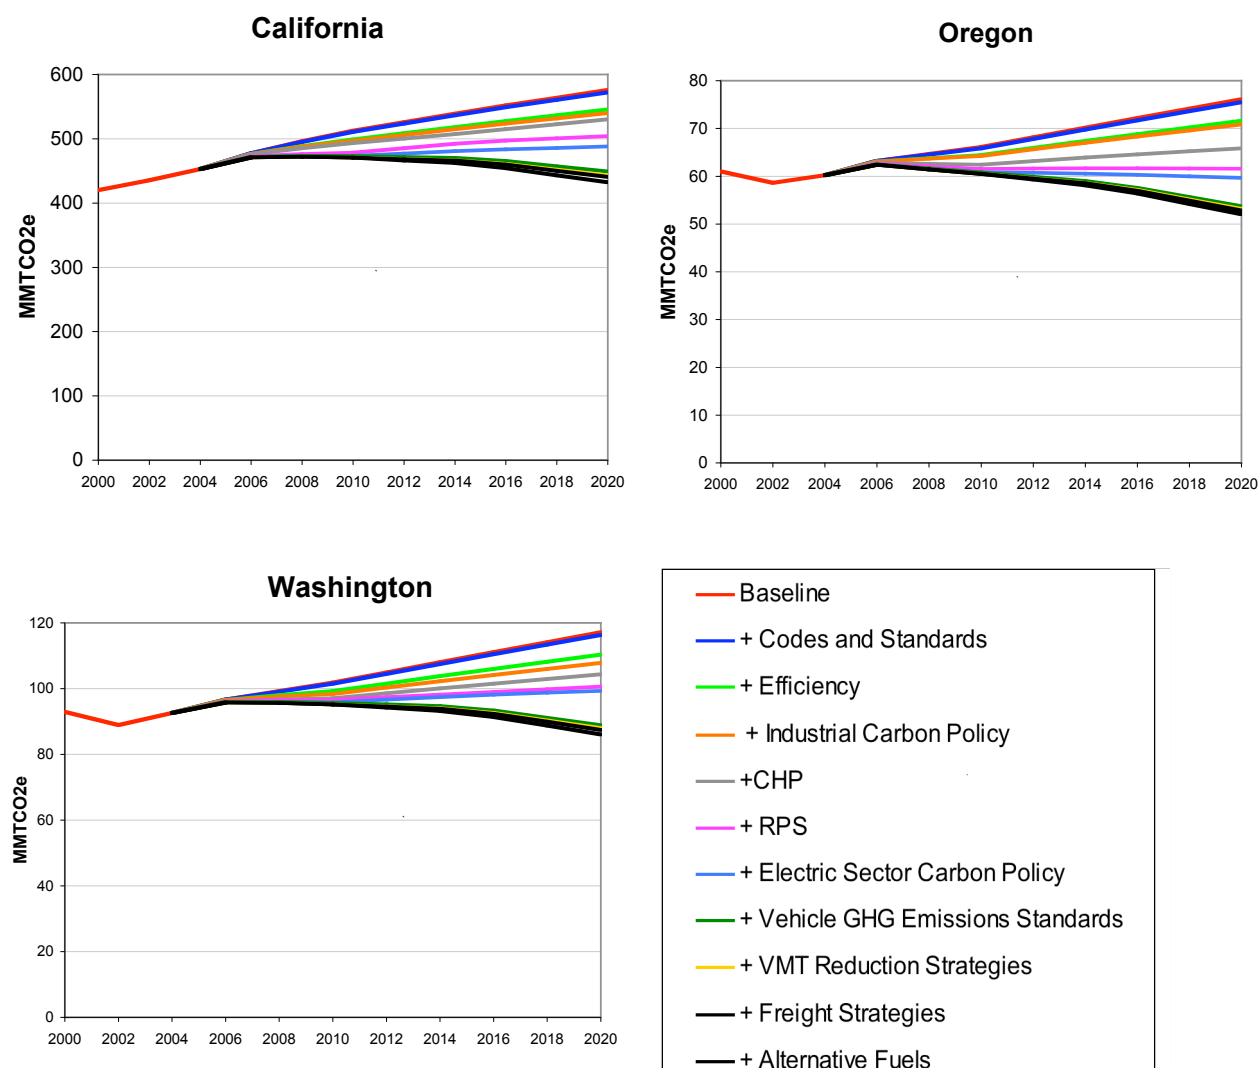 California
600
500
400
300
200
100
0
MMTCO2e
2000 2002 2004 2006 2008 2010 2012 2014 2016 2018 2020
Oregon
80
70
60
50
40
30
20
10
0
MMTCO2e
2000 2002 2004 2006 2008 2010 2012 2014 2016 2018 2020
Washington
120
100
80
60
40
20
0
MMTCO2e
2000 2002 2004 2006 2008 2010 2012 2014 2016 2018 2020
Baseline
+ Codes and Standards
+ Efficiency
+ Industrial Carbon Policy
+CHP
+ RPS
+ Electric Sector Carbon Policy
+ Vehicle GHG Emissions Standards
+ VMT Reduction Strategies
+ Freight Strategies
+ Alternative Fuels